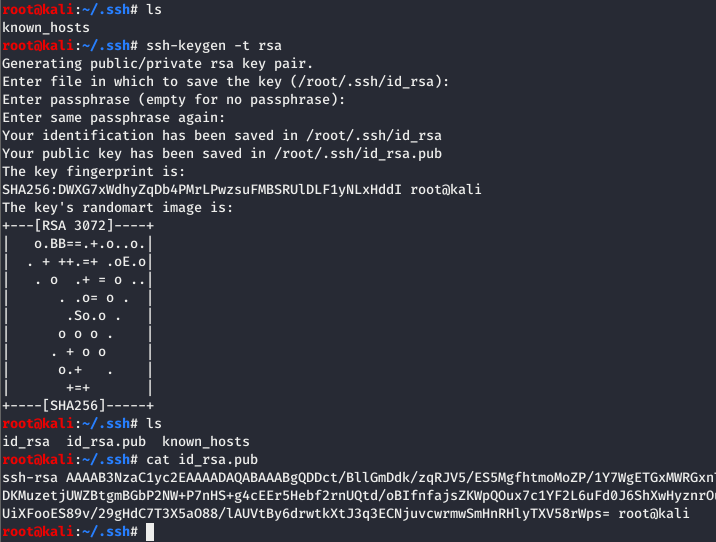 root@kali:~/.ssh# ls
known_hosts
root@kali:~/.ssh# ssh-keygen -t rsa
Generating public/private rsa key pair.
Enter file in which to save the key (/root/.ssh/id_rsa):
Enter passphrase (empty for no passphrase):
Enter same passphrase again:
Your identification has been saved in /root/.ssh/id_rsa
Your public key has been saved in /root/.ssh/id_rsa.pub
The key fingerprint is:
SHA256:DWXG7xWdhyZqDb4PMrLPwzsuFMBSRUlDLF1yNLxHddI root@kali
The key's randomart image is:
+---[RSA 3072]----+
|   o.BB==.+.o..o.|
|  . + ++.=+ .oE.o|
|   . o  .+ = o ..|
|      . .o= o .  |
|       .So.o .   |
|      o o o .    |
|     . + o o     |
|      o.+   .    |
|       +=+       |
+----[SHA256]-----+
root@kali:~/.ssh# ls
id_rsa  id_rsa.pub  known_hosts
root@kali:~/.ssh# cat id_rsa.pub
ssh-rsa AAAAB3NzaC1yc2EAAAADAQABAAABgQDDct/BllGmDdk/zqRJV5/ES5MgfhtmoMoZP/1Y7WgETGxMWRGxn
DKMuzetjUWZBtgmBGbP2NW+P7nHS+g4cEEr5Hebf2rnUQtd/oBIfnfajsZKWpQOux7c1YF2L6uFd0J6ShXwHyznrO
UiXFooES89v/29gHdC7T3X5aO88/lAUVtBy6drwtkXtJ3q3ECNjuvcwrmwSmHnRHlyTXV58rWps= root@kali
root@kali:~/.ssh#